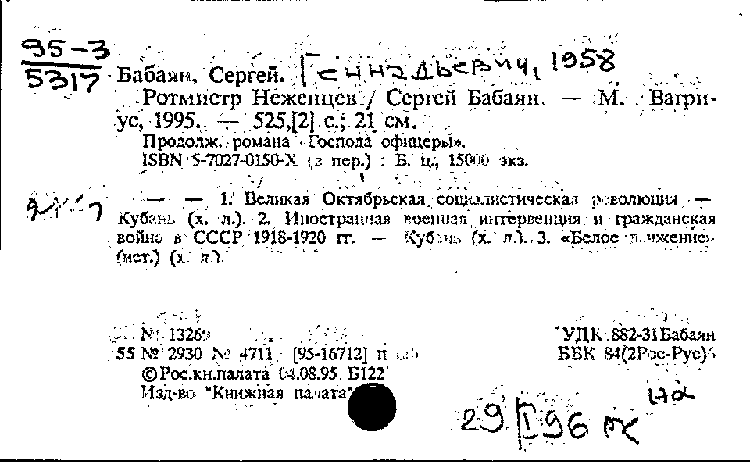 95-3
5317
Бабаян, Сергей. Геннадьевич, 1958
Ротмистр Неженцев / Сергей Бабаян. — М. Вагри-
ус, 1995. — 525,[2] с.; 21 см.
Продолж. романа «Господа офицеры».
ISBN 5-7027-0150-X (в пер.) : Б. ц., 15000 экз.
— — 1. Великая Октябрьская социалистическая революция —
Кубань (х. л.). 2. Иностранная военная интервенция и гражданская
война в СССР 1918-1920 гг. — Кубань (х. л.). 3. «Белое движение»
(ист.) (х. л.).
№ 13269
55 № 2930 № 4711 [95-16712] п
© Рос.кн.палата 04.08.95 Б122
Изд-во "Книжная палата"
УДК 882-31Бабаян
ББК 84(2Рос-Рус)6
29 I 96